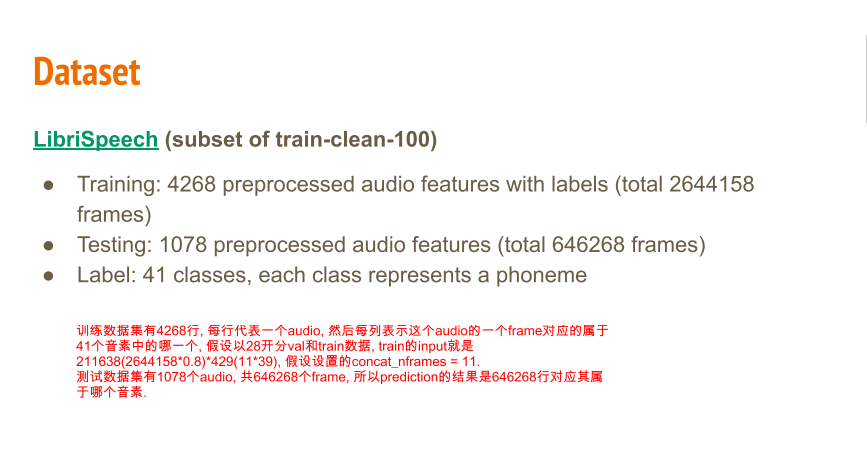 Dataset
LibriSpeech (subset of train-clean-100)
● Training: 4268 preprocessed audio features with labels (total 2644158
frames)
● Testing: 1078 preprocessed audio features (total 646268 frames)
● Label: 41 classes, each class represents a phoneme
训练数据集有4268行, 每行代表一个audio, 然后每列表示这个audio的一个frame对应的属于
41个音素中的哪一个, 假设以28开分val和train数据, train的input就是
211638(2644158*0.8)*429(11*39), 假设设置的concat_nframes = 11.
测试数据集有1078个audio, 共646268个frame, 所以prediction的结果是646268行对应其属
于哪个音素.